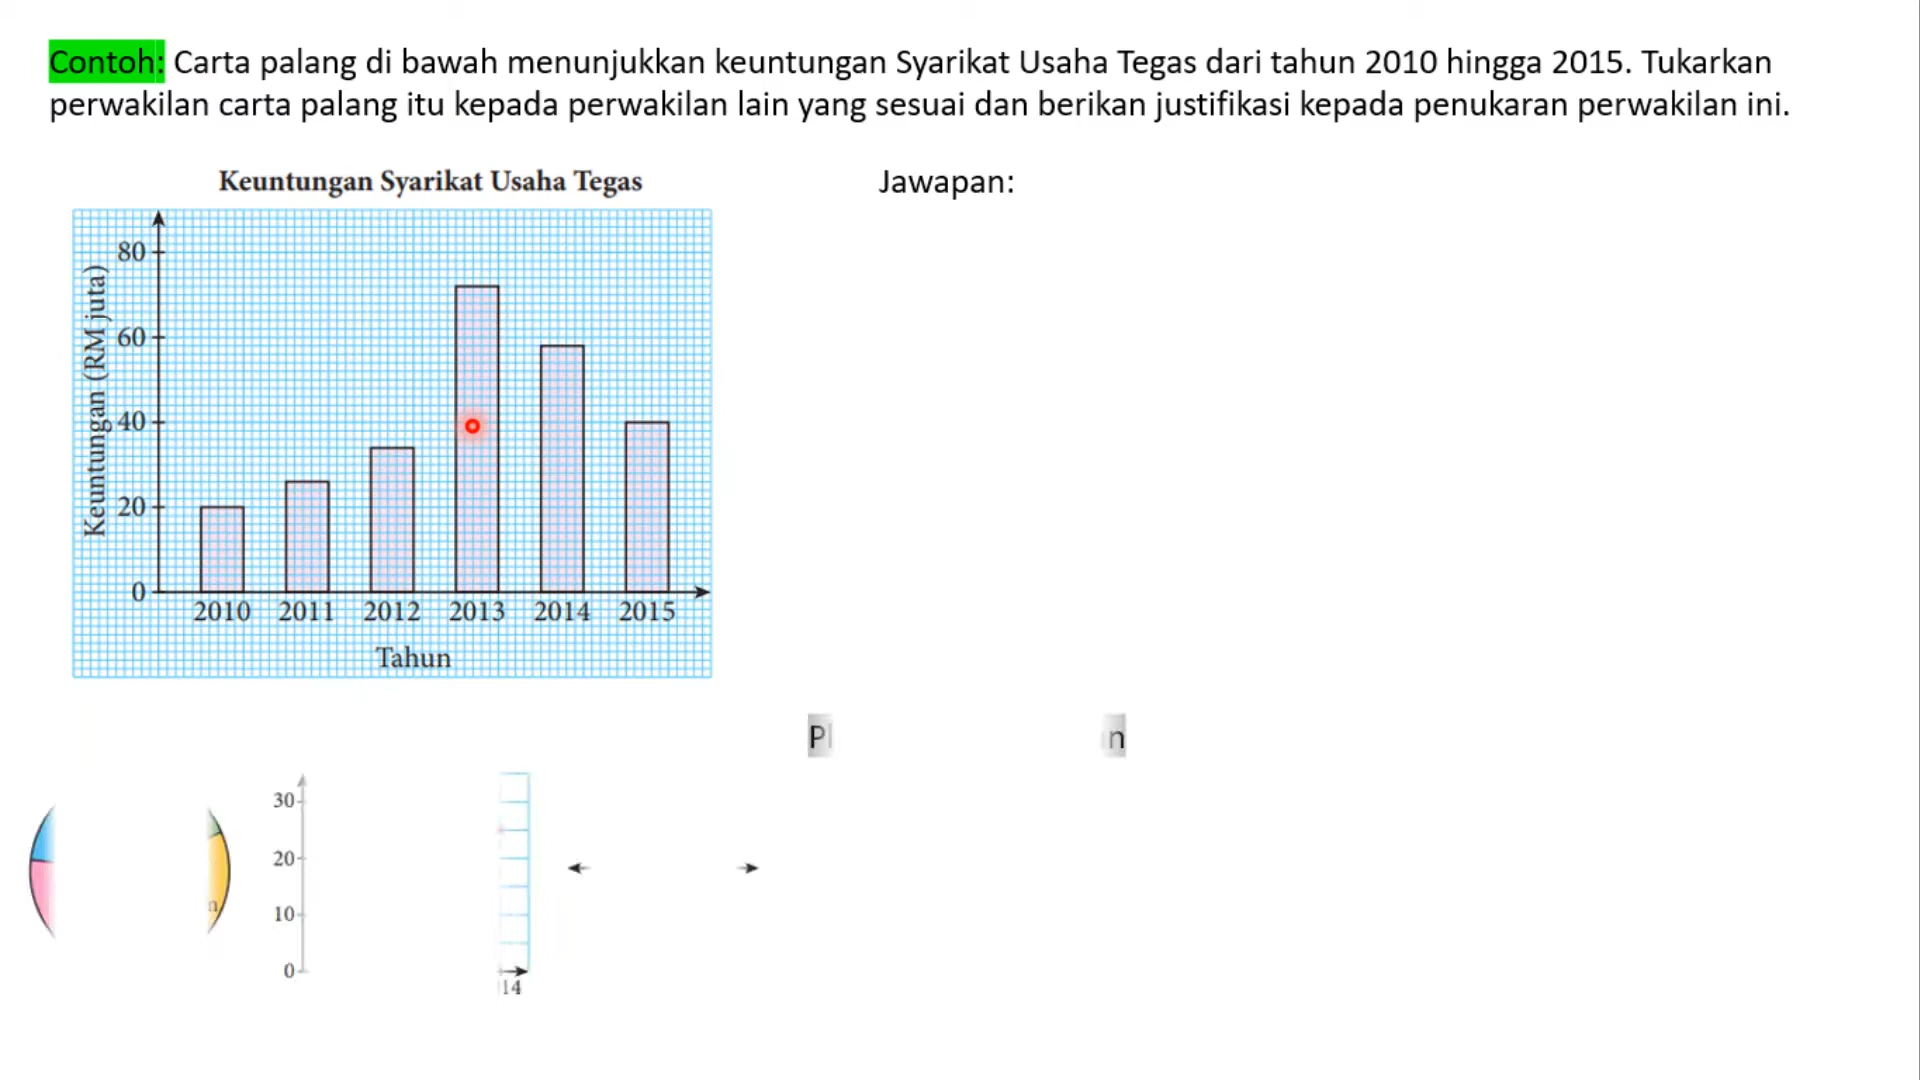 Contoh: Carta palang di bawah menunjukkan keuntungan Syarikat Usaha Tegas dari tahun 2010 hingga 2015. Tukarkan
perwakilan carta palang itu kepada perwakilan lain yang sesuai dan berikan justifikasi kepada penukaran perwakilan ini.
Keuntungan Syarikat Usaha Tegas
Jawapan:
Keuntungan (RM juta)
80
60
40
20
0
2010 2011 2012 2013 2014 2015
Tahun
P
n
n
30
20
10
0
14